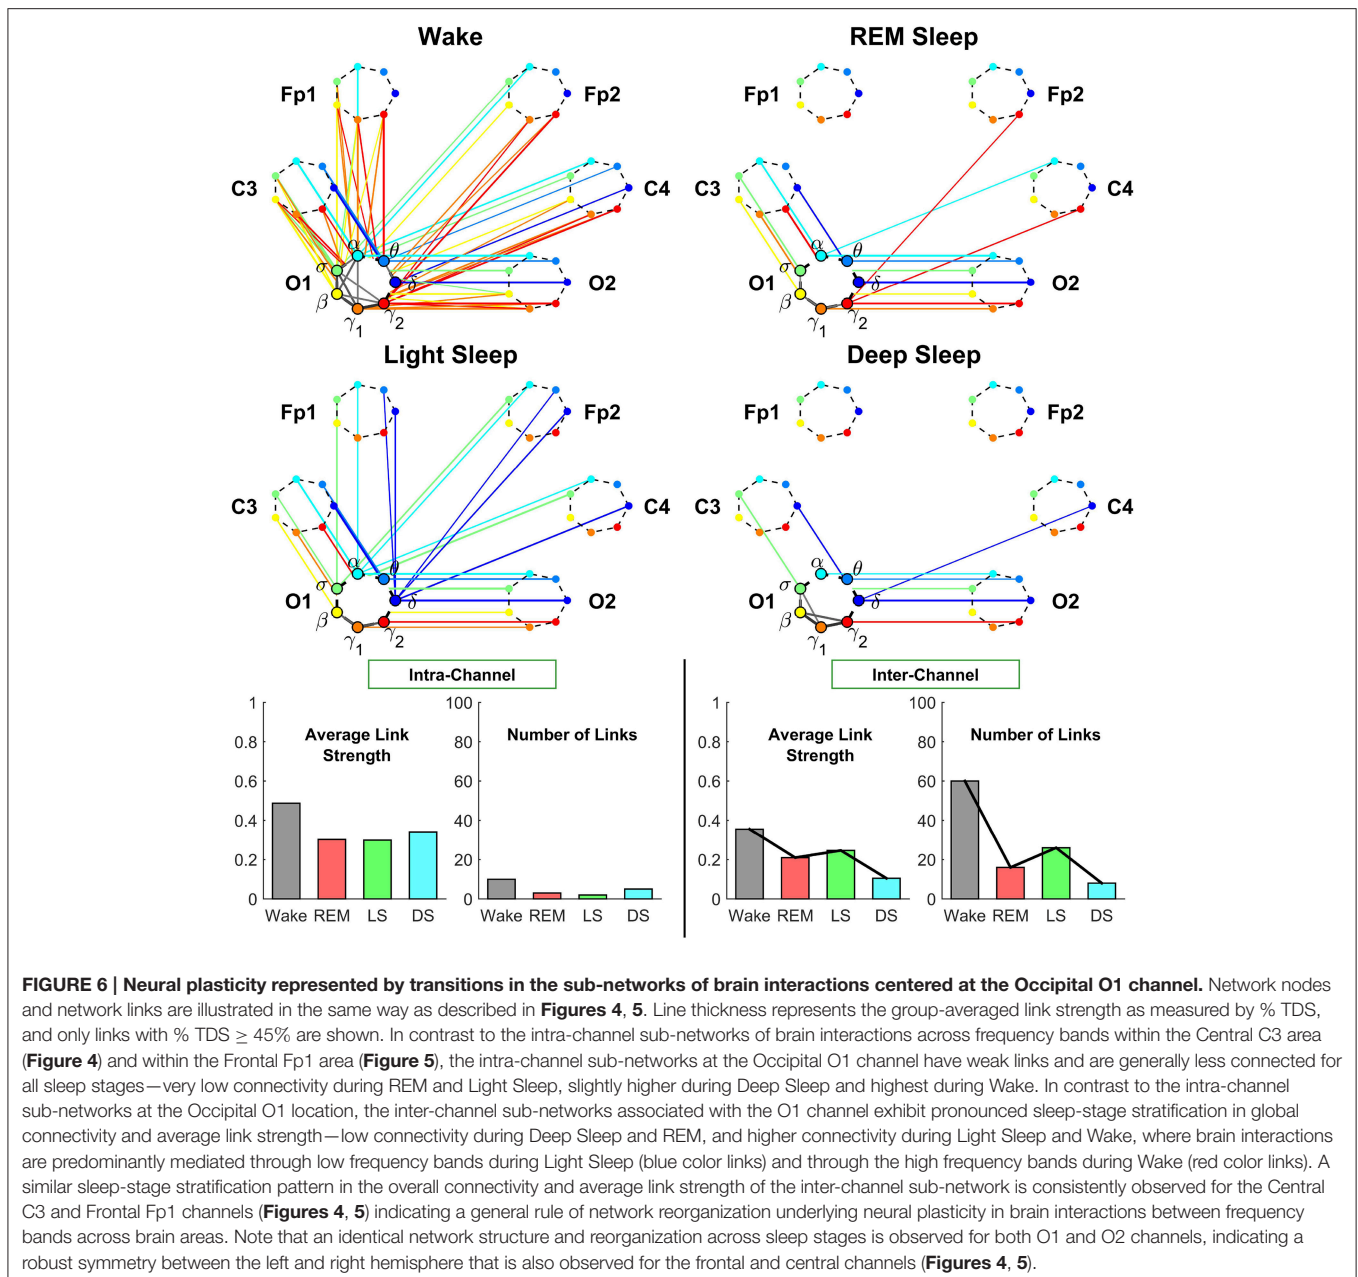 Wake
REM Sleep
Fp1
Fp2
Fp1
Fp2
C3
C4
C3
C4
α
θ
α
θ
σ
σ
O1
δ
O2
O1
δ
O2
β
β
γ1
γ2
γ1
γ2
Light Sleep
Deep Sleep
Fp1
Fp2
Fp1
Fp2
C3
C4
C3
C4
α
θ
α
θ
σ
σ
O1
δ
O2
O1
δ
O2
β
β
γ1
γ2
γ1
γ2
Intra-Channel
Inter-Channel
1
0.8
0.6
0.4
0.2
0
Average Link
Strength
Wake REM LS DS
100
80
60
40
20
0
Number of Links
Wake REM LS DS
1
0.8
0.6
0.4
0.2
0
Average Link
Strength
Wake REM LS DS
100
80
60
40
20
0
Number of Links
Wake REM LS DS
FIGURE 6 | Neural plasticity represented by transitions in the sub-networks of brain interactions centered at the Occipital O1 channel. Network nodes
and network links are illustrated in the same way as described in Figures 4, 5. Line thickness represents the group-averaged link strength as measured by % TDS,
and only links with % TDS ≥ 45% are shown. In contrast to the intra-channel sub-networks of brain interactions across frequency bands within the Central C3 area
(Figure 4) and within the Frontal Fp1 area (Figure 5), the intra-channel sub-networks at the Occipital O1 channel have weak links and are generally less connected for
all sleep stages—very low connectivity during REM and Light Sleep, slightly higher during Deep Sleep and highest during Wake. In contrast to the intra-channel
sub-networks at the Occipital O1 location, the inter-channel sub-networks associated with the O1 channel exhibit pronounced sleep-stage stratification in global
connectivity and average link strength—low connectivity during Deep Sleep and REM, and higher connectivity during Light Sleep and Wake, where brain interactions
are predominantly mediated through low frequency bands during Light Sleep (blue color links) and through the high frequency bands during Wake (red color links). A
similar sleep-stage stratification pattern in the overall connectivity and average link strength of the inter-channel sub-network is consistently observed for the Central
C3 and Frontal Fp1 channels (Figures 4, 5) indicating a general rule of network reorganization underlying neural plasticity in brain interactions between frequency
bands across brain areas. Note that an identical network structure and reorganization across sleep stages is observed for both O1 and O2 channels, indicating a
robust symmetry between the left and right hemisphere that is also observed for the frontal and central channels (Figures 4, 5).